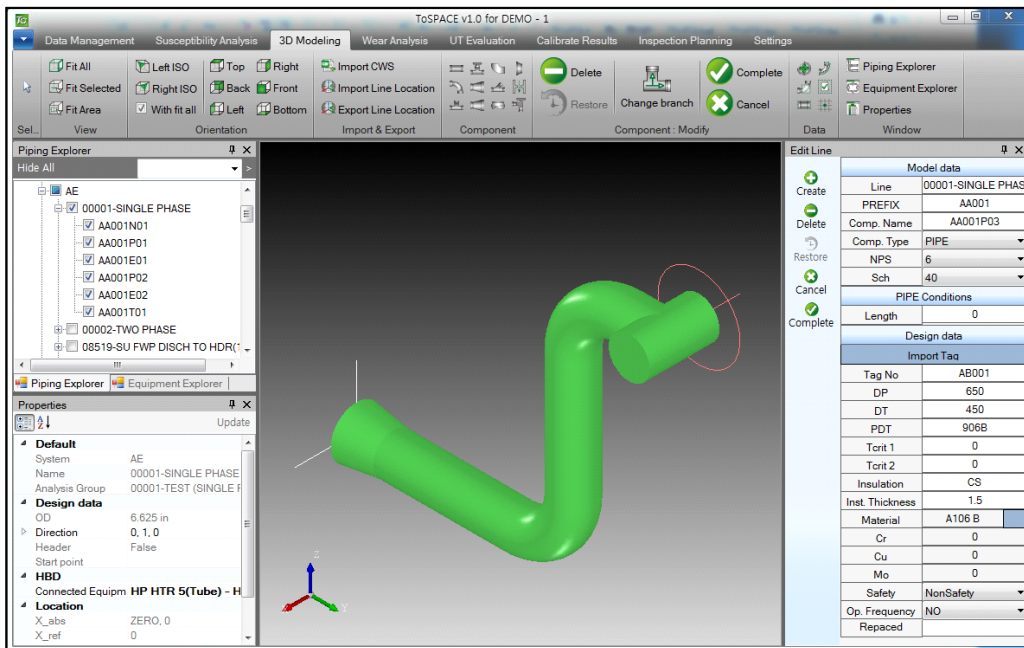 ToSPACE v1.0 for DEMO - 1
Data Management Susceptibility Analysis 3D Modeling Wear Analysis UT Evaluation Calibrate Results Inspection Planning Settings
Fit All Left ISO Top Right Import CWS Delete Complete Piping Explorer
Fit Selected Right ISO Back Front Import Line Location Change branch Equipment Explorer
Fit Area With fit all Left Bottom Export Line Location Restore Cancel Properties
Sel... View Orientation Import & Export Component Component : Modify Data Window
Piping Explorer
Hide All
AE
00001-SINGLE PHASE
AA001N01
AA001P01
AA001E01
AA001P02
AA001E02
AA001T01
00002-TWO PHASE
08519-SU FWP DISCH TO HDR(1
Piping Explorer Equipment Explorer
Properties
Update
Default
System AE
Name 00001-SINGLE PHASE
Analysis Group 00001-TEST (SINGLE F
Design data
OD 6.625 in
Direction 0, 1, 0
Header False
Start point
HBD
Connected Equipm HP HTR 5(Tube) - H
Location
X_abs ZERO, 0
X_ref 0
Z
Y
Edit Line
Create
Delete
Restore
Cancel
Complete
Model data
Line 00001-SINGLE PHAS
PREFIX AA001
Comp. Name AA001P03
Comp. Type PIPE
NPS 6
Sch 40
PIPE Conditions
Length 0
Design data
Import Tag
Tag No AB001
DP 650
DT 450
PDT 906B
Tcrit 1 0
Tcrit 2 0
Insulation CS
Inst. Thickness 1.5
Material A106 B
Cr 0
Cu 0
Mo 0
Safety NonSafety
Op. Frequency NO
Repaced